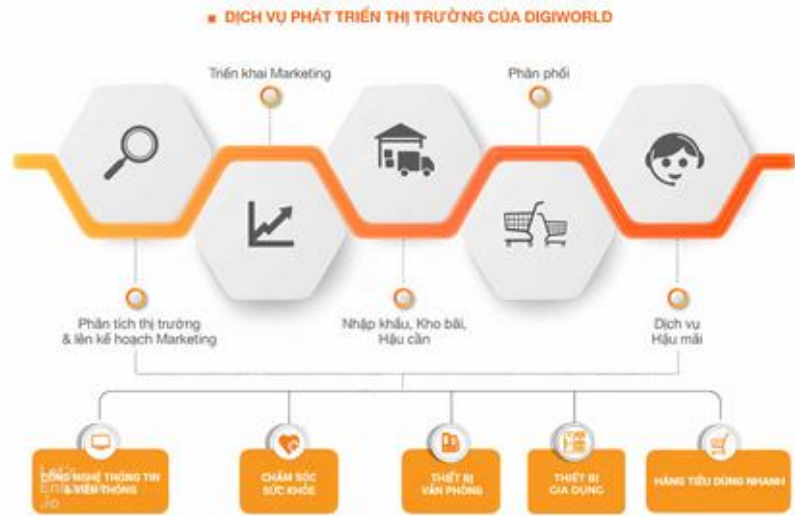 DỊCH VỤ PHÁT TRIỂN THỊ TRƯỜNG CỦA DIGIWORLD
Triển khai Marketing
Phân phối
Phân tích thị trường
& lên kế hoạch Marketing
Nhập khẩu, Kho bãi,
Hậu cần
Dịch vụ
Hậu mãi
CÔNG NGHỆ THÔNG TIN
& VIỄN THÔNG
CHĂM SÓC
SỨC KHỎE
THIẾT BỊ
VĂN PHÒNG
THIẾT BỊ
GIA DỤNG
HÀNG TIÊU DÙNG NHANH